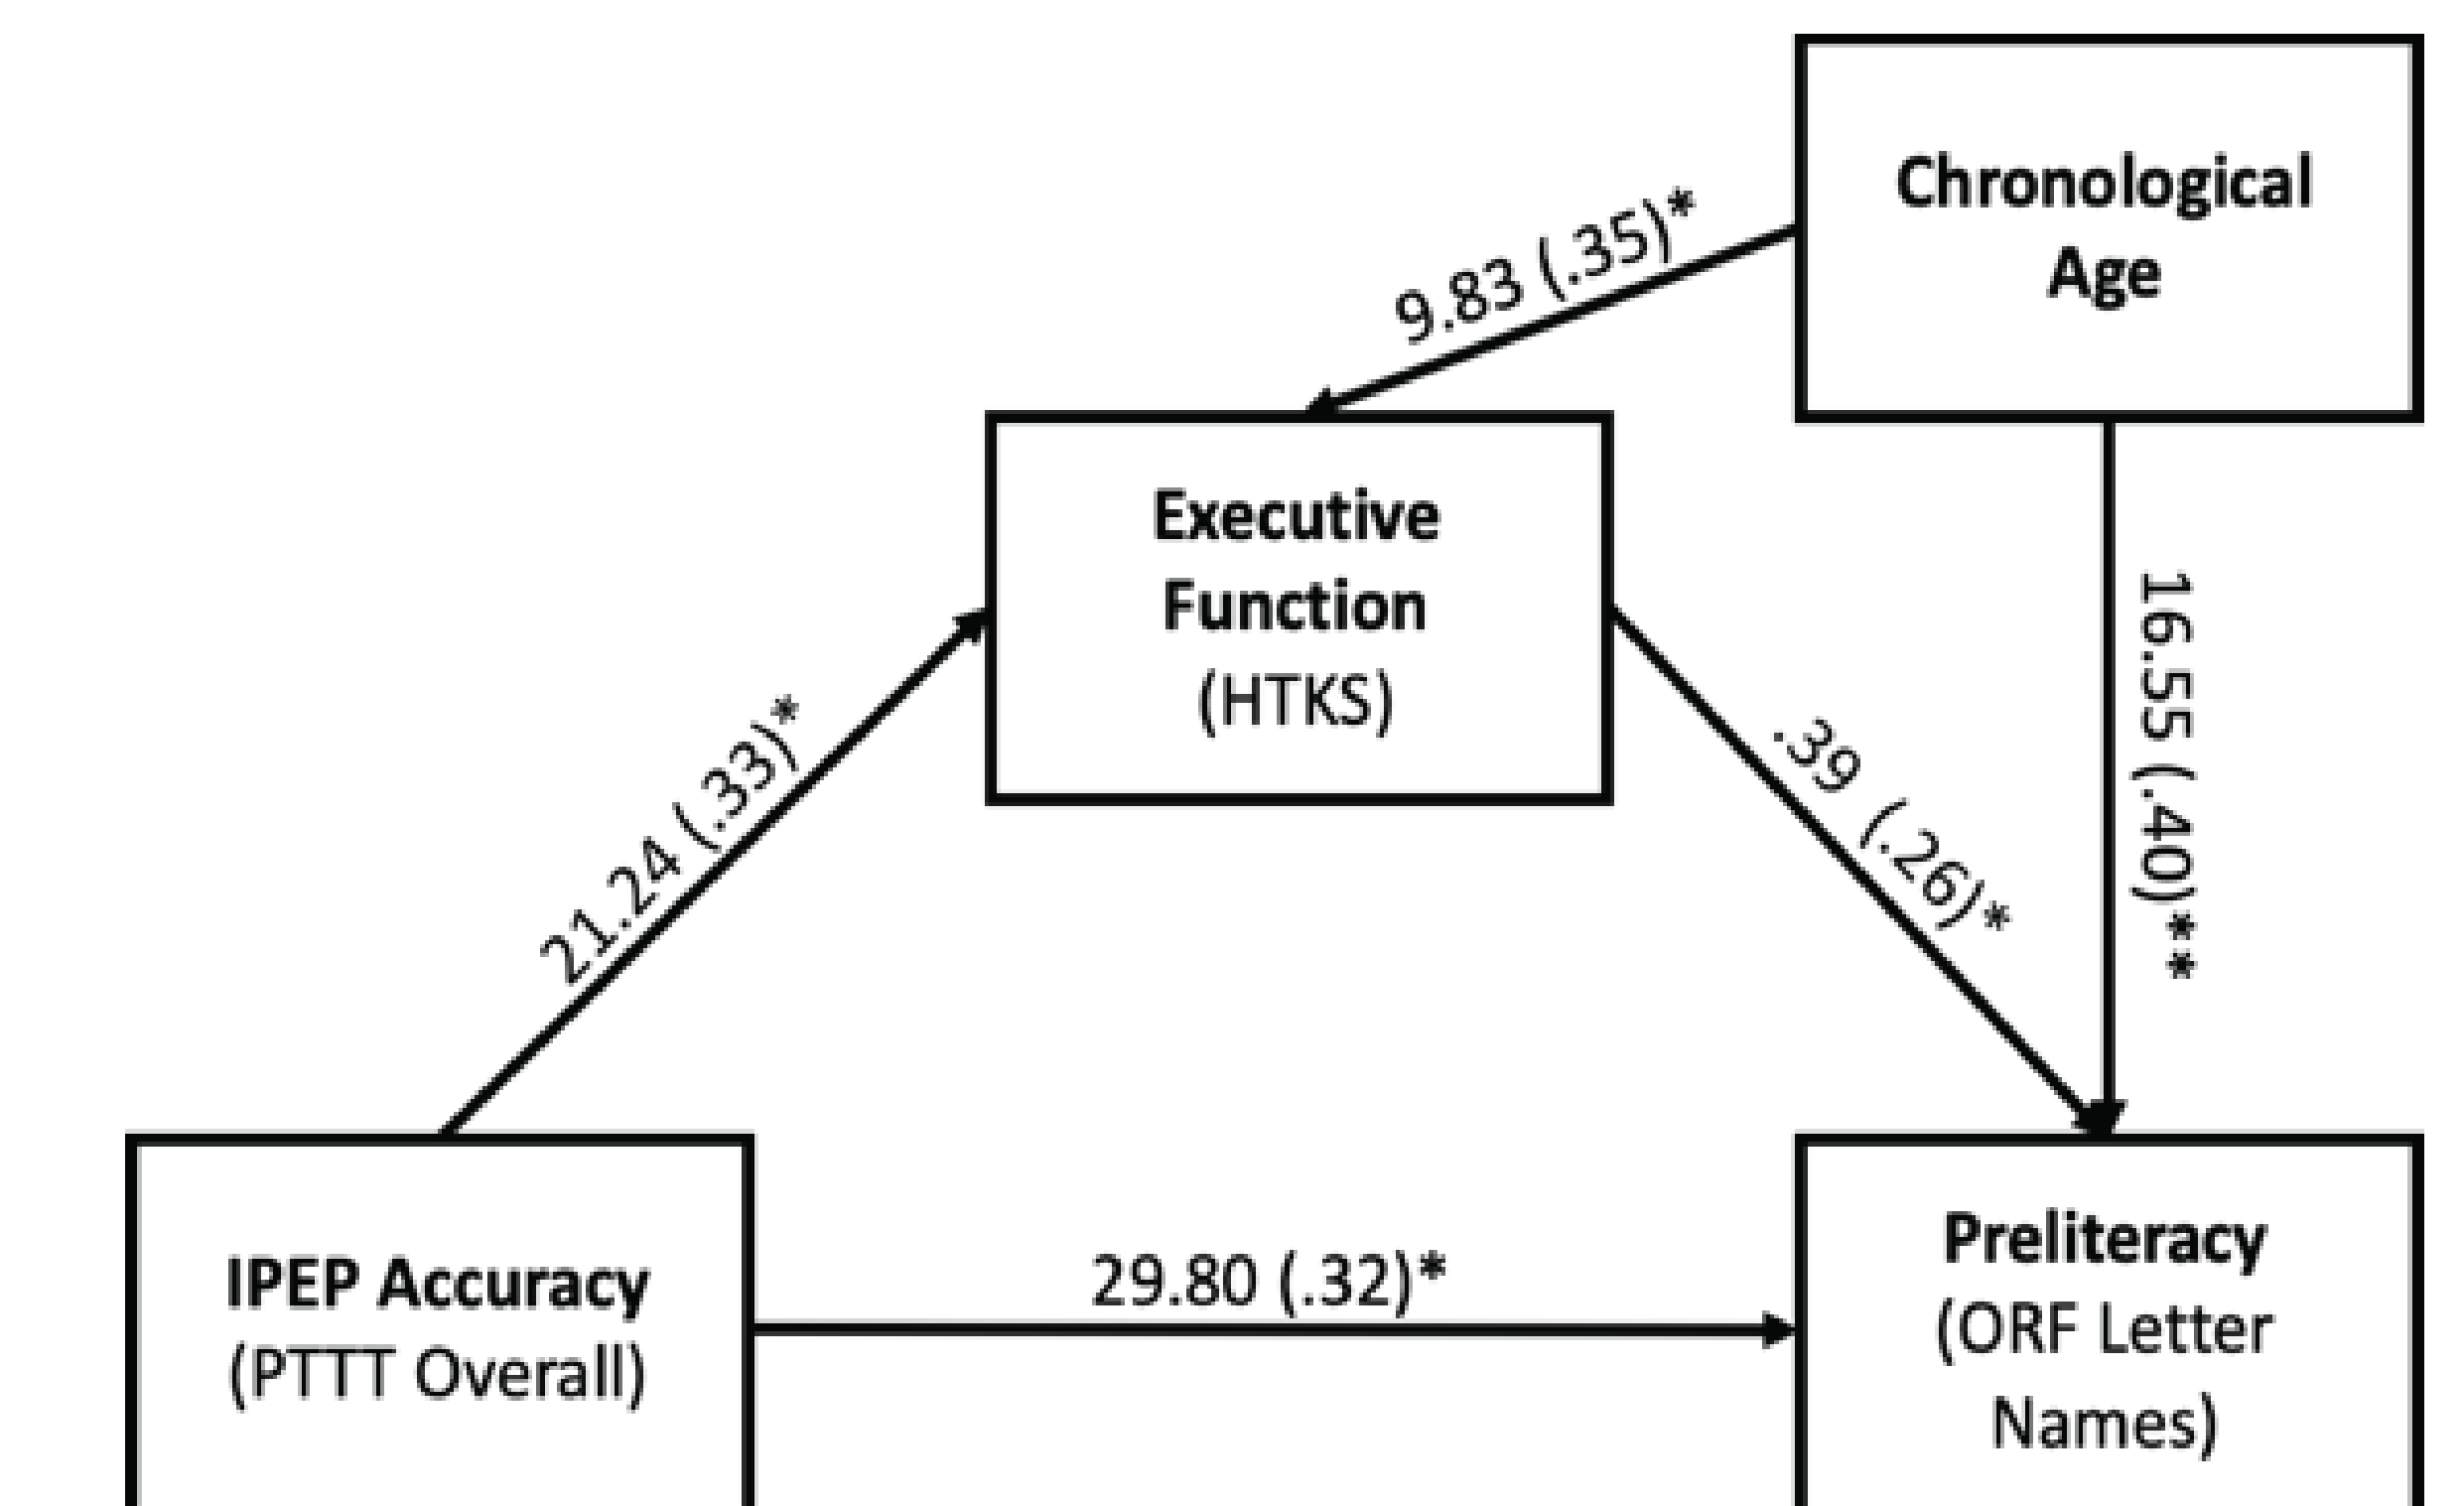 Chronological
Age
9.83 (.35)*
Executive
Function
(HTKS)
16.55 (.40)**
21.24 (.33)*
.39 (.26)*
IPEP Accuracy
(PTTT Overall)
29.80 (.32)*
Preliteracy
(ORF Letter
Names)